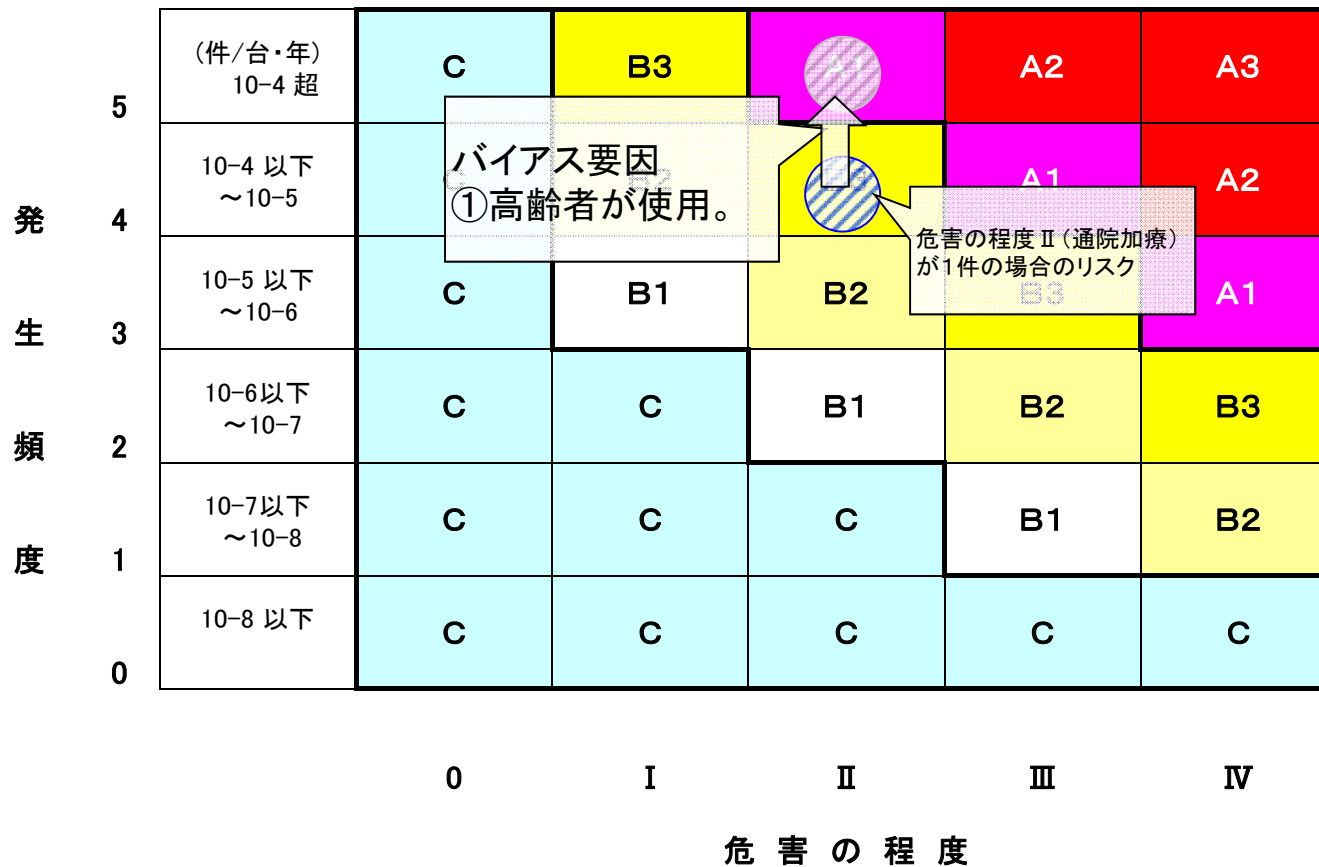 (件/台・年)
10-4 超
5
C
B3
A1
A2
A3
10-4 以下
～10-5
4
C
B2
B3
A1
A2
バイアス要因
①高齢者が使用。
危害の程度Ⅱ(通院加療)
が1件の場合のリスク
10-5 以下
～10-6
3
C
B1
B2
B3
A1
10-6以下
～10-7
2
C
C
B1
B2
B3
10-7以下
～10-8
1
C
C
C
B1
B2
10-8 以下
0
C
C
C
C
C
発生頻度
0
Ⅰ
Ⅱ
Ⅲ
Ⅳ
危害の程度